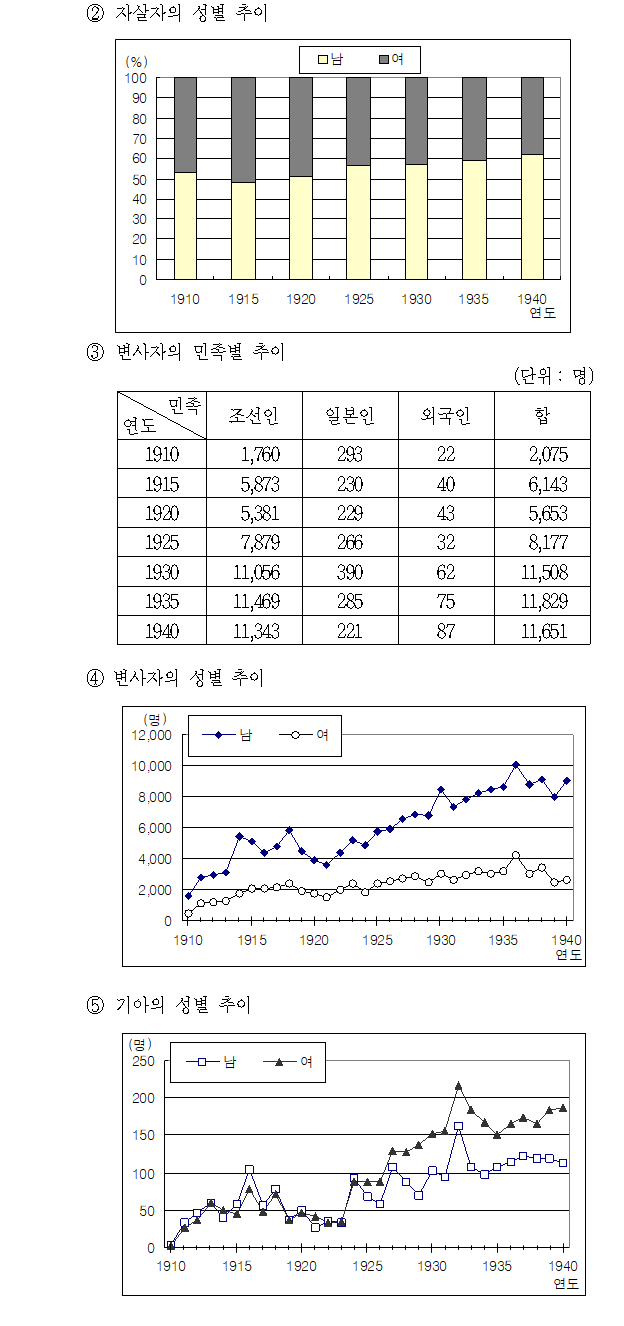 ② 자살자의 성별 추이
남 여
(%)
100
90
80
70
60
50
40
30
20
10
0
1910 1915 1920 1925 1930 1935 1940
연도
③ 변사자의 민족별 추이
(단위 : 명)
민족
연도 조선인 일본인 외국인 합
1910 1,760 293 22 2,075
1915 5,873 230 40 6,143
1920 5,381 229 43 5,653
1925 7,879 266 32 8,177
1930 11,056 390 62 11,508
1935 11,469 285 75 11,829
1940 11,343 221 87 11,651
④ 변사자의 성별 추이
(명)
남 여
12,000
10,000
8,000
6,000
4,000
2,000
0
1910 1915 1920 1925 1930 1935 1940
연도
⑤ 기아의 성별 추이
(명)
남 여
250
200
150
100
50
0
1910 1915 1920 1925 1930 1935 1940
연도